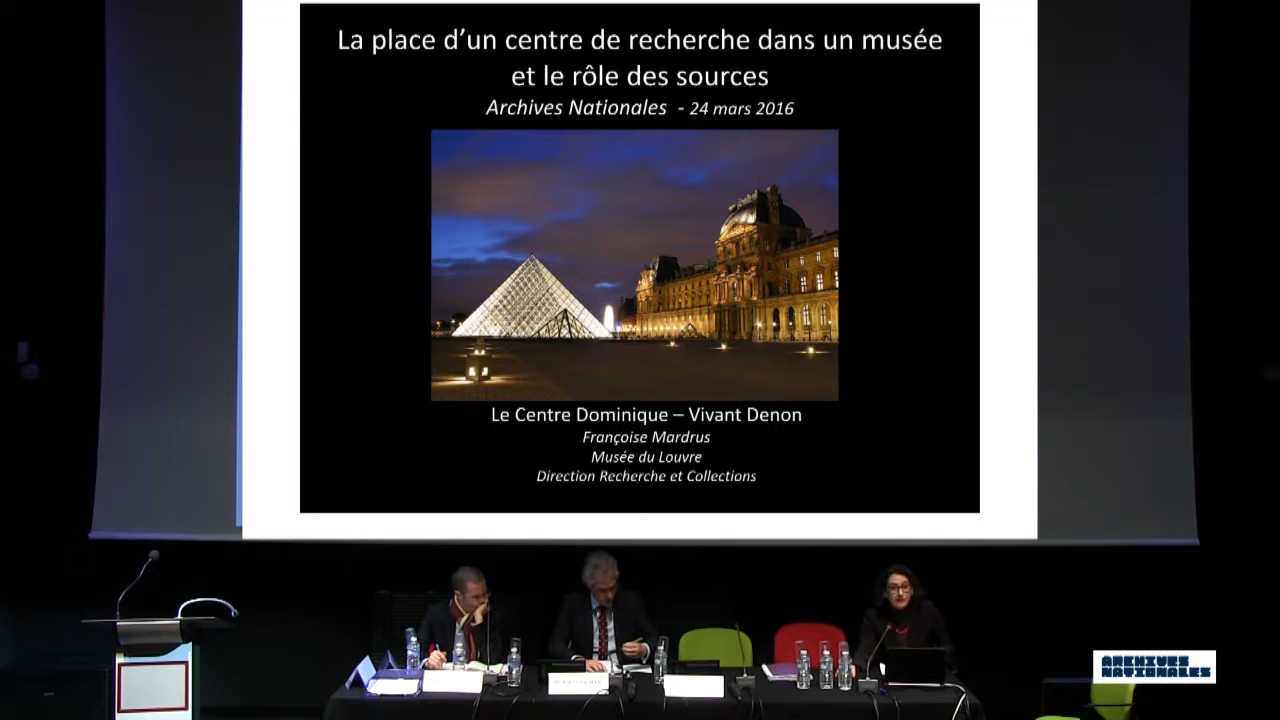 La place d’un centre de recherche dans un musée
et le rôle des sources
Archives Nationales - 24 mars 2016
Le Centre Dominique – Vivant Denon
Françoise Mardrus
Musée du Louvre
Direction Recherche et Collections
ARCHIVES
NATIONALES